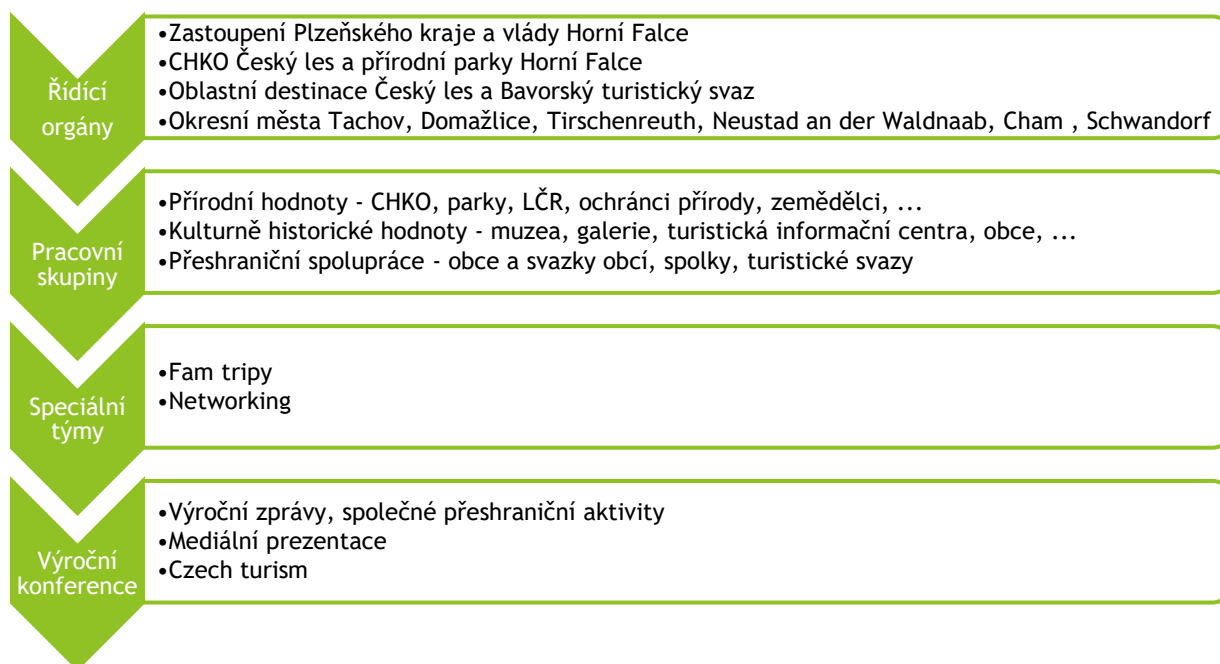 Řídící
orgány
•Zastoupení Plzeňského kraje a vlády Horní Falce
•CHKO Český les a přírodní parky Horní Falce
•Oblastní destinace Český les a Bavorský turistický svaz
•Okresní města Tachov, Domažlice, Tirschenreuth, Neustad an der Waldnaab, Cham , Schwandorf
Pracovní
skupiny
•Přírodní hodnoty - CHKO, parky, LČR, ochránci přírody, zemědělci, ...
•Kulturně historické hodnoty - muzea, galerie, turistická informační centra, obce, ...
•Přeshraniční spolupráce - obce a svazky obcí, spolky, turistické svazy
Speciální
týmy
•Fam tripy
•Networking
Výroční
konference
•Výroční zprávy, společné přeshraniční aktivity
•Mediální prezentace
•Czech turism